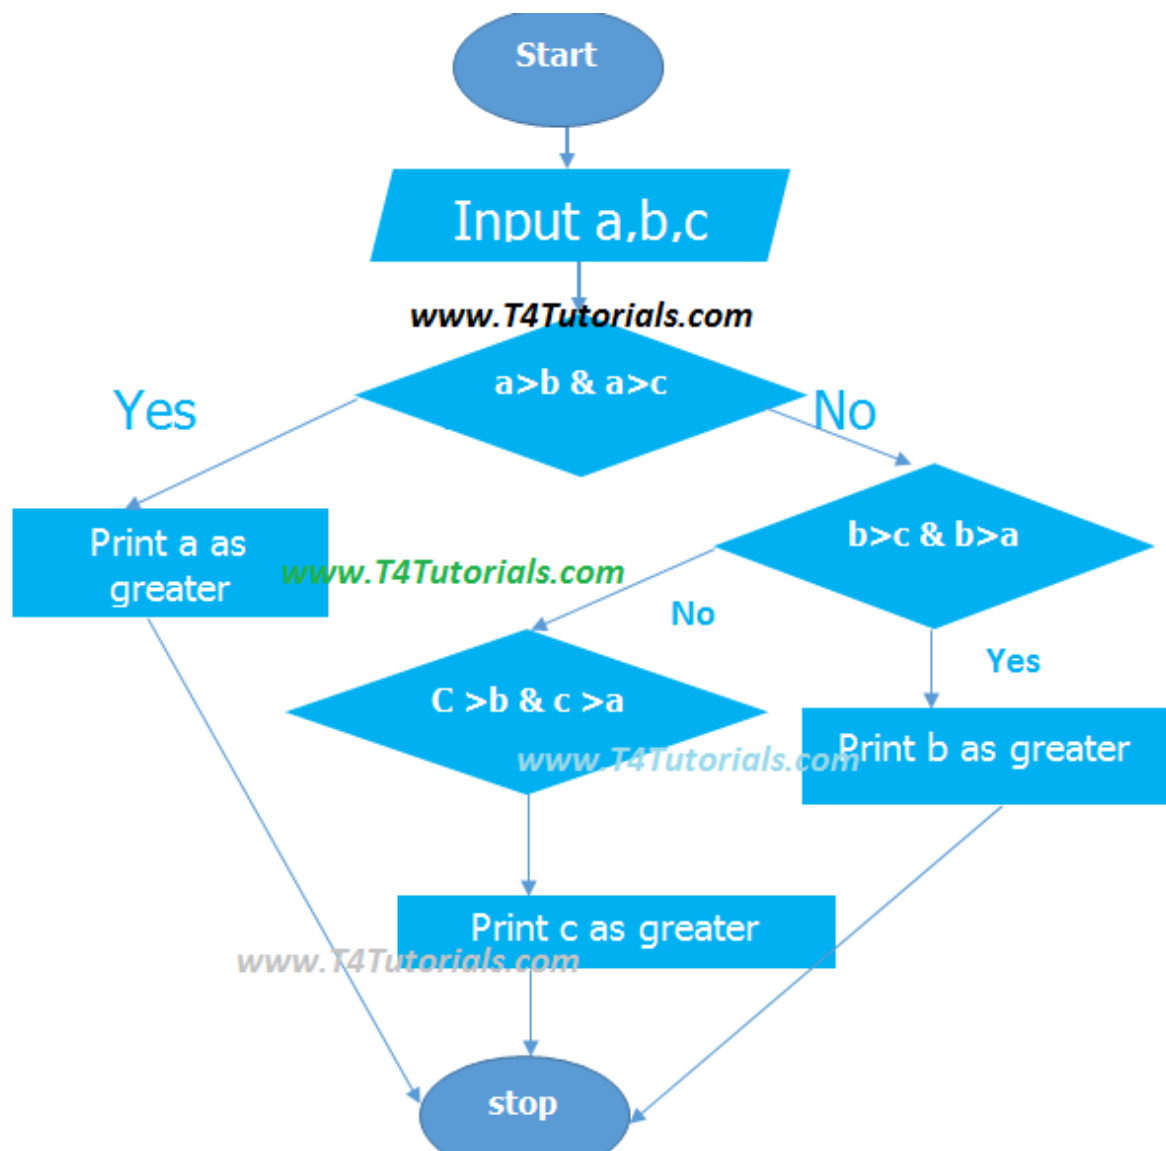 Start
Input a,b,c
www.T4Tutorials.com
a>b & a>c
Yes
No
b>c & b>a
Print a as
greater
www.T4Tutorials.com
No
Yes
C >b & c >a
Print b as greater
www.T4Tutorials.com
Print c as greater
www.T4Tutorials.com
stop